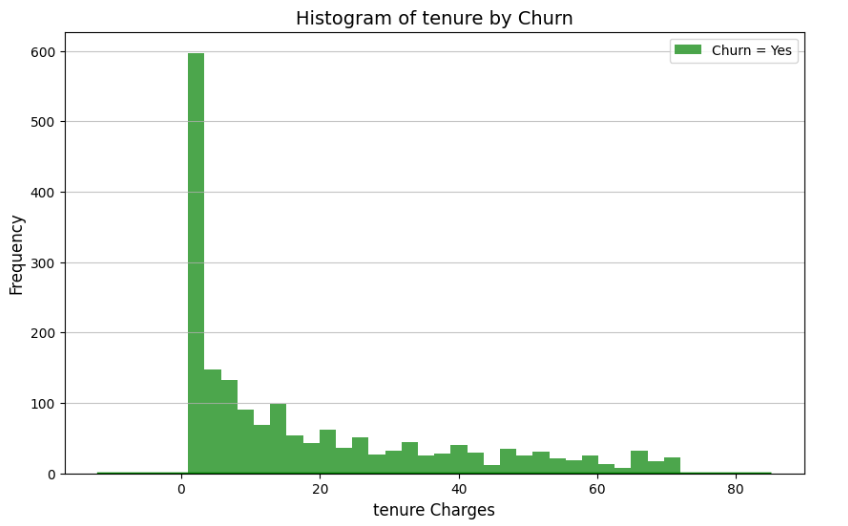 Histogram of tenure by Churn
Churn = Yes
Frequency
600
500
400
300
200
100
0
0 20 40 60 80
tenure Charges